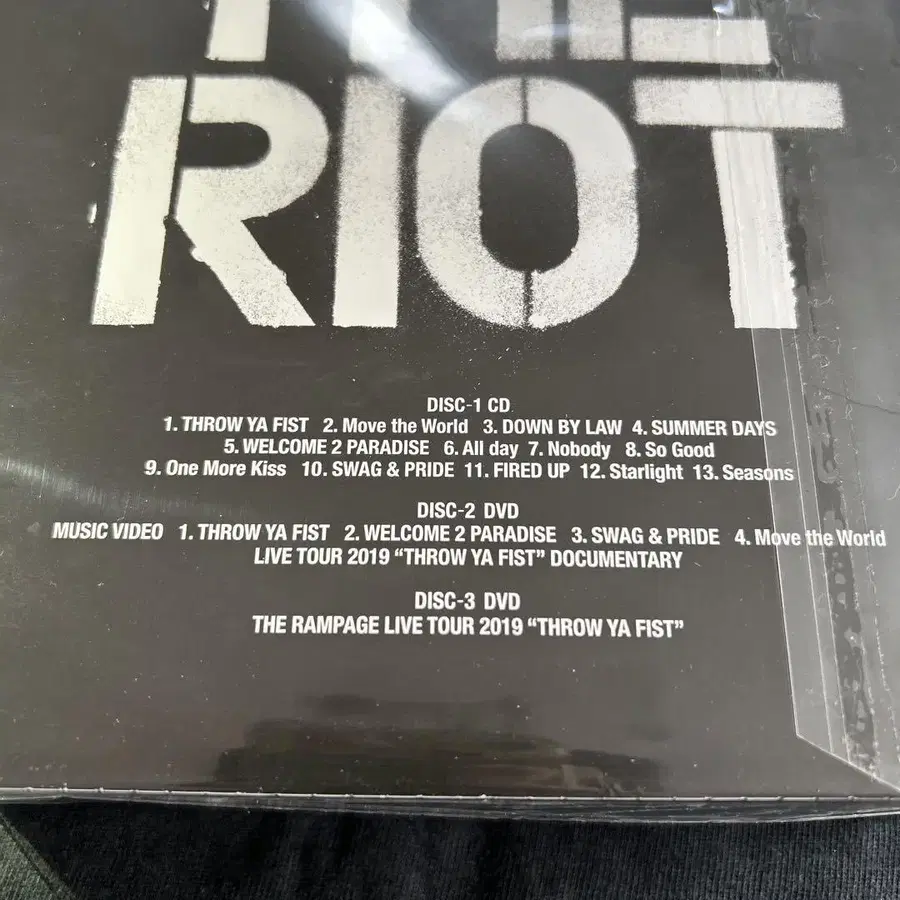 THE
RIOT
DISC-1 CD
1. THROW YA FIST 2. Move the World 3. DOWN BY LAW 4. SUMMER DAYS
5. WELCOME 2 PARADISE 6. All day 7. Nobody 8. So Good
9. One More Kiss 10. SWAG & PRIDE 11. FIRED UP 12. Starlight 13. Seasons
DISC-2 DVD
MUSIC VIDEO 1. THROW YA FIST 2. WELCOME 2 PARADISE 3. SWAG & PRIDE 4. Move the World
LIVE TOUR 2019 “THROW YA FIST” DOCUMENTARY
DISC-3 DVD
THE RAMPAGE LIVE TOUR 2019 “THROW YA FIST”